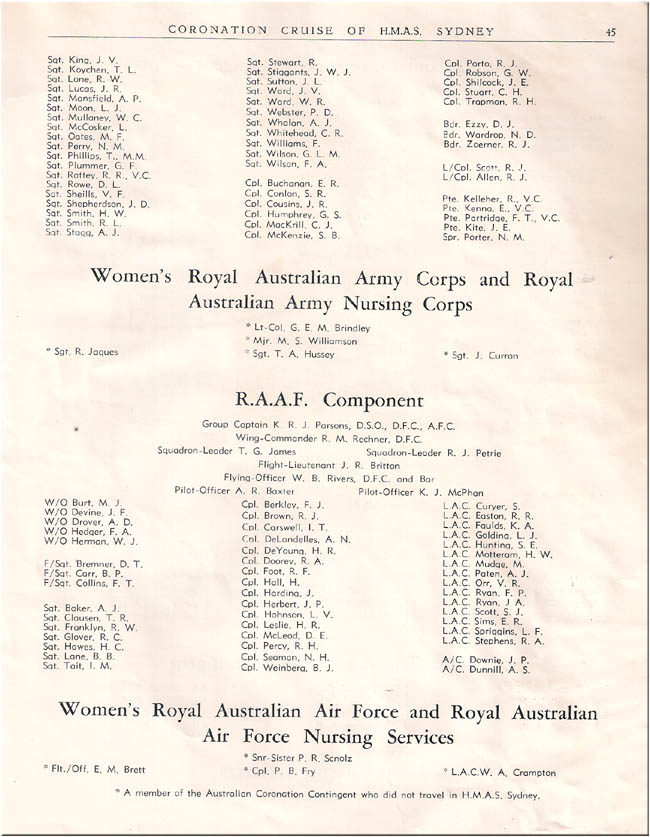 CORONATION CRUISE OF H.M.A.S. SYDNEY 45
Sgt. King, J. V.
Sgt. Koychen, T. L.
Sgt. Lane, R. W.
Sgt. Lucas, J. R.
Sgt. Mansfield, A. P.
Sgt. Moon, L. J.
Sgt. Mullaney, W. C.
Sgt. McCosker, L.
Sgt. Oates, M. F.
Sgt. Perry, N. M.
Sgt. Phillips, T., M.M.
Sgt. Plummer, G. F.
Sgt. Rattey, R. R., V.C.
Sgt. Rowe, D. L.
Sgt. Sheills, V. F.
Sgt. Shepherdson, J. D.
Sgt. Smith, H. W.
Sgt. Smith, R. L.
Sgt. Stagg, A. J.
Sgt. Stewart, R.
Sgt. Stiggants, J. W. J.
Sgt. Sutton, J. L.
Sgt. Ward, J. V.
Sgt. Ward, W. R.
Sgt. Webster, P. D.
Sgt. Whalan, A. J.
Sgt. Whitehead, C. R.
Sgt. Williams, F.
Sgt. Wilson, G. L. M.
Sgt. Wilson, F. A.
Cpl. Buchanan, E. R.
Cpl. Conlon, S. R.
Cpl. Cousins, J. R.
Cpl. Humphrey, G. S.
Cpl. MacKrill, C. J.
Cpl. McKenzie, S. B.
Cpl. Porto, R. J.
Cpl. Robson, G. W.
Cpl. Shilcock, J. E.
Cpl. Stuart, C. H.
Cpl. Trapman, R. H.
Bdr. Ezzy, D. J.
Bdr. Wardrop, N. D.
Bdr. Zoerner, R. J.
L/Cpl. Scott, R. J.
L/Cpl. Allen, R. J.
Pte. Kelleher, R., V.C.
Pte. Kenna, E., V.C.
Pte. Partridge, F. T., V.C.
Pte. Kite, J. E.
Spr. Porter, N. M.
Women's Royal Australian Army Corps and Royal
Australian Army Nursing Corps
* Lt-Col. G. E. M. Brindley
* Mjr. M. S. Williamson
* Sgt. R. Jaques * Sgt. T. A. Hussey * Sgt. J. Curran
R.A.A.F. Component
Group Captain K. R. J. Parsons, D.S.O., D.F.C., A.F.C.
Wing-Commander R. M. Rechner, D.F.C.
Squadron-Leader T. G. James Squadron-Leader R. J. Petrie
Flight-Lieutenant J. R. Britton
Flying-Officer W. B. Rivers, D.F.C. and Bar
Pilot-Officer A. R. Baxter Pilot-Officer K. J. McPhan
W/O Burt, M. J.
W/O Devine, J. F.
W/O Drover, A. D.
W/O Hedger, F. A.
W/O Herman, W. J.
F/Sgt. Bremner, D. T.
F/Sgt. Carr, B. P.
F/Sgt. Collins, F. T.
Sgt. Baker, A. J.
Sgt. Clausen, T. R.
Sgt. Franklyn, R. W.
Sgt. Glover, R. C.
Sgt. Hawes, H. C.
Sgt. Lane, B. B.
Sgt. Tait, I. M.
Cpl. Berkley, F. J.
Cpl. Brown, R. J.
Cpl. Carswell, I. T.
Cpl. DeLandelles, A. N.
Cpl. DeYoung, H. R.
Cpl. Doorey, R. A.
Cpl. Foot, R. F.
Cpl. Hall, H.
Cpl. Harding, J.
Cpl. Herbert, J. P.
Cpl. Hohnson, L. V.
Cpl. Leslie, H. R.
Cpl. McLeod, D. E.
Cpl. Percy, R. H.
Cpl. Seaman, N. H.
Cpl. Weinberg, B. J.
L.A.C. Curyer, S.
L.A.C. Easton, R. R.
L.A.C. Faulds, K. A.
L.A.C. Golding, L. J.
L.A.C. Hunting, S. E.
L.A.C. Motteram, H. W.
L.A.C. Mudge, M.
L.A.C. Paten, A. J.
L.A.C. Orr, V. R.
L.A.C. Ryan, F. P.
L.A.C. Ryan, J A.
L.A.C. Scott, S. J.
L.A.C. Sims, E. R.
L.A.C. Spriggins, L. F.
L.A.C. Stephens, R. A.
A/C. Downie, J. P.
A/C. Dunnill, A. S.
Women's Royal Australian Air Force and Royal Australian
Air Force Nursing Services
* Snr-Sister P. R. Scholz
* Flt./Off. E. M. Brett * Cpl. P. B. Fry * L.A.C.W. A. Crampton
* A member of the Australian Coronation Contingent who did not travel in H.M.A.S. Sydney.